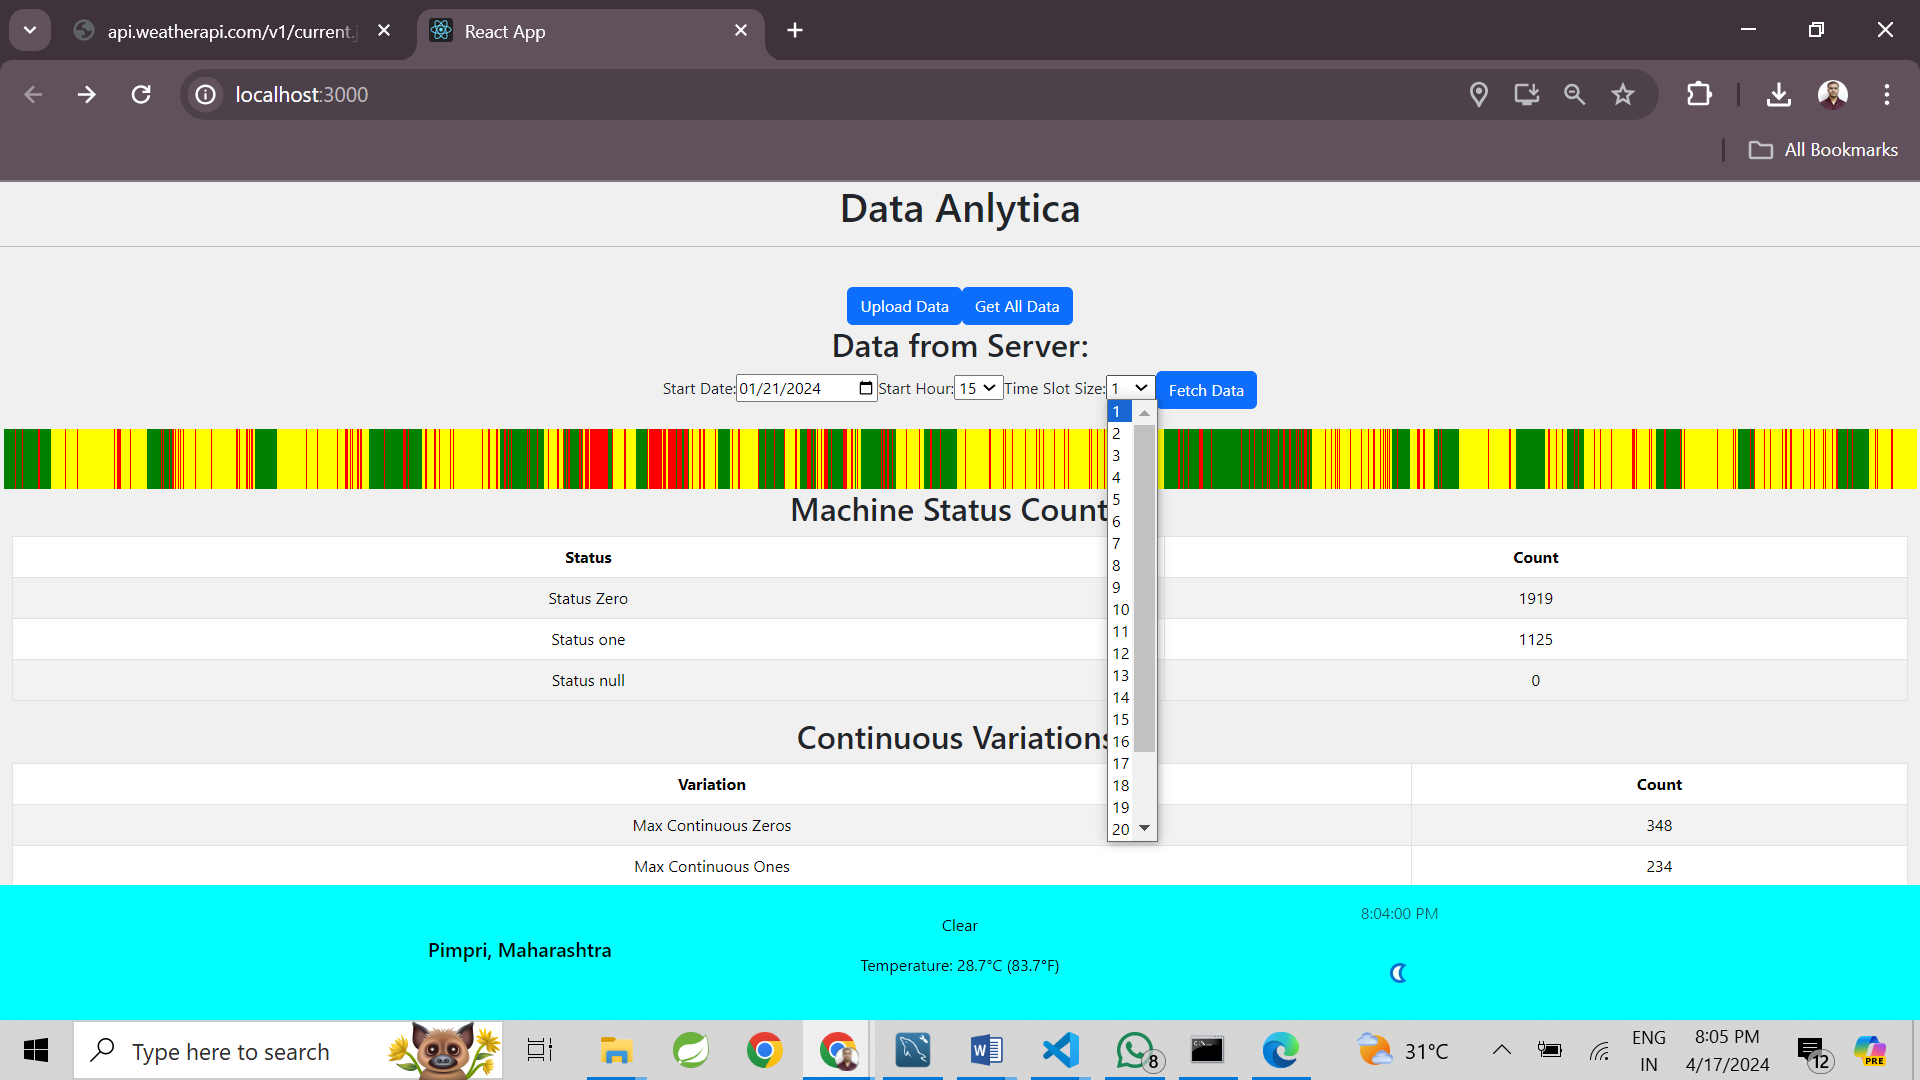 api.weatherapi.com/v1/current.j
React App
localhost:3000
All Bookmarks
Data Anlytica
Upload Data Get All Data
Data from Server:
Start Date: 01/21/2024 Start Hour: 15 Time Slot Size: 1 Fetch Data
1
2
3
4
5
6
7
8
9
10
11
12
13
14
15
16
17
18
19
20
Machine Status Count
Status Count
Status Zero 1919
Status one 1125
Status null 0
Continuous Variations
Variation Count
Max Continuous Zeros 348
Max Continuous Ones 234
Pimpri, Maharashtra
Clear
Temperature: 28.7°C (83.7°F)
8:04:00 PM
Type here to search
8
31°C
ENG
IN
8:05 PM
4/17/2024
12
PRE